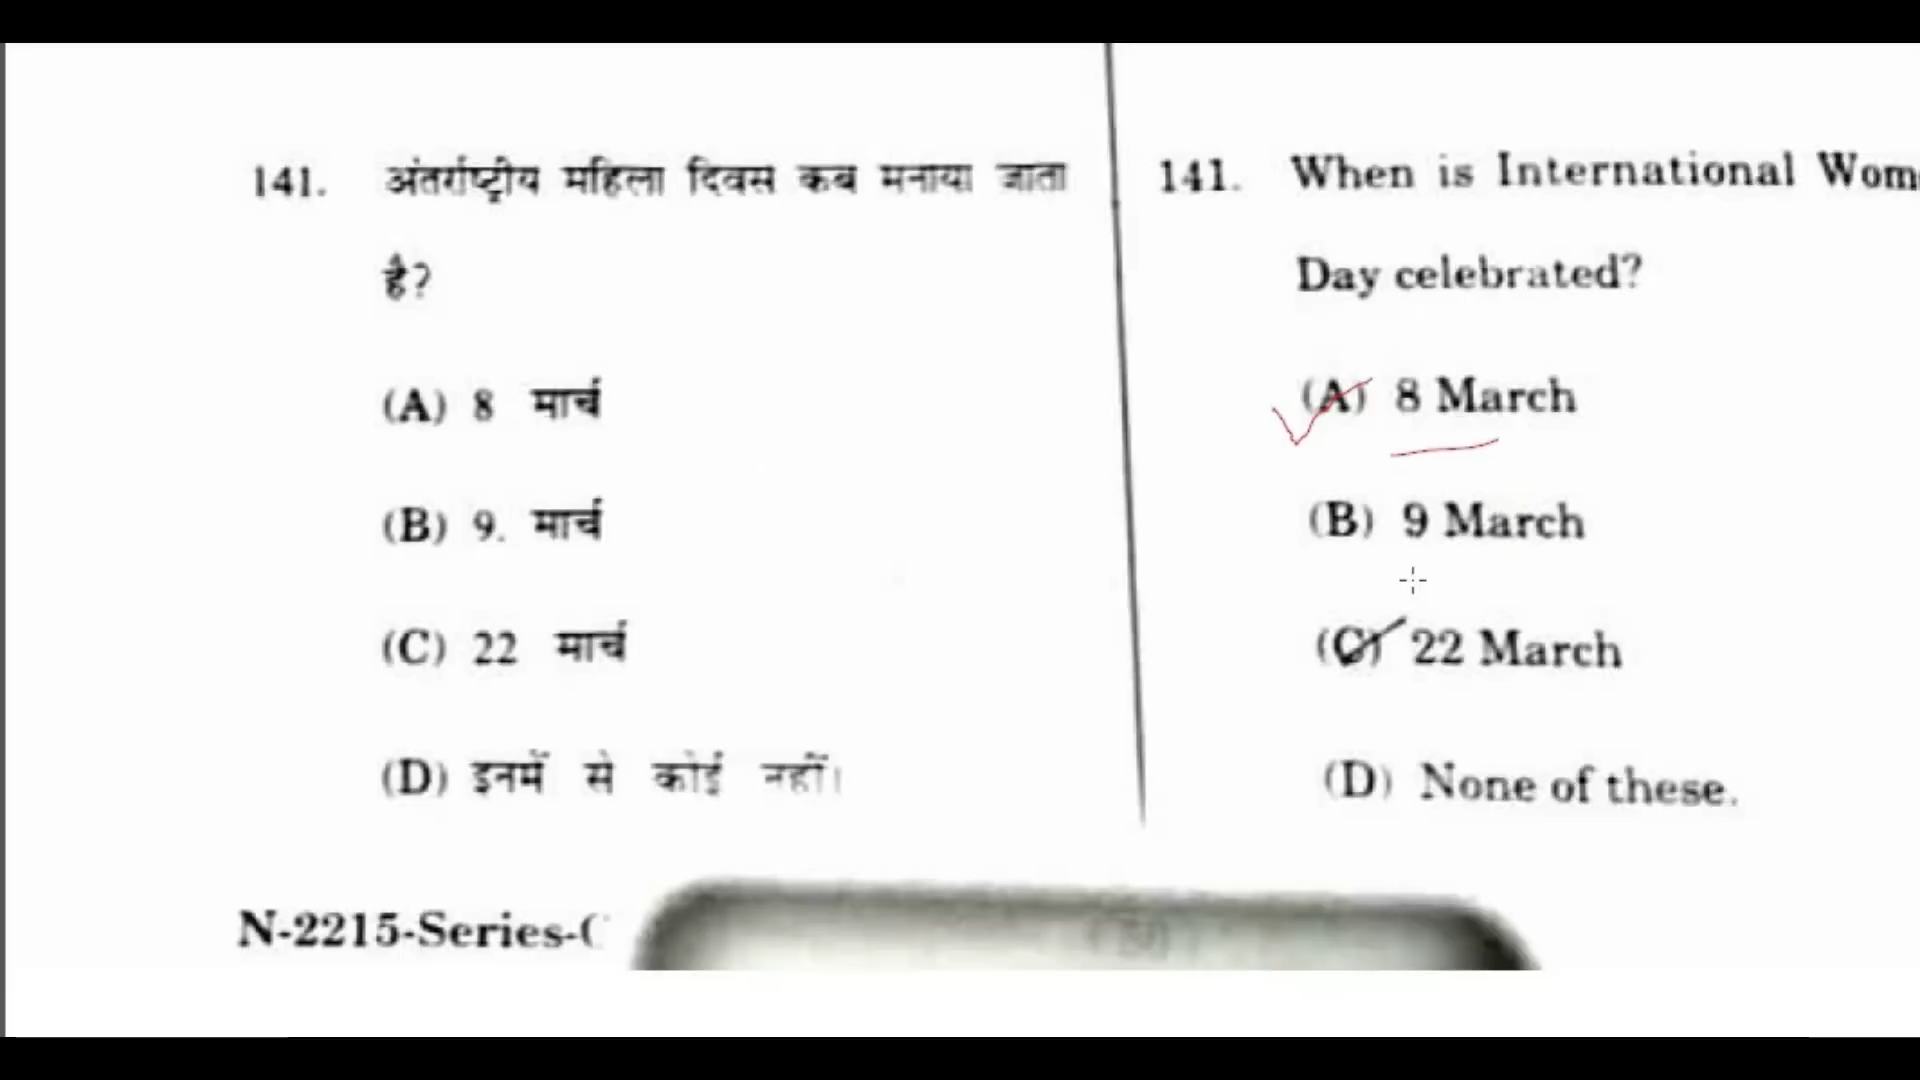 141. अंतर्राष्ट्रीय महिला दिवस कब मनाया जाता
है?
(A) 8 मार्च
(B) 9. मार्च
(C) 22 मार्च
(D) इनमें से कोई नहीं।
N-2215-Series-
141. When is International
Day celebrated?
(A) 8 March
(B) 9 March
(C) 22 March
(D) None of these.